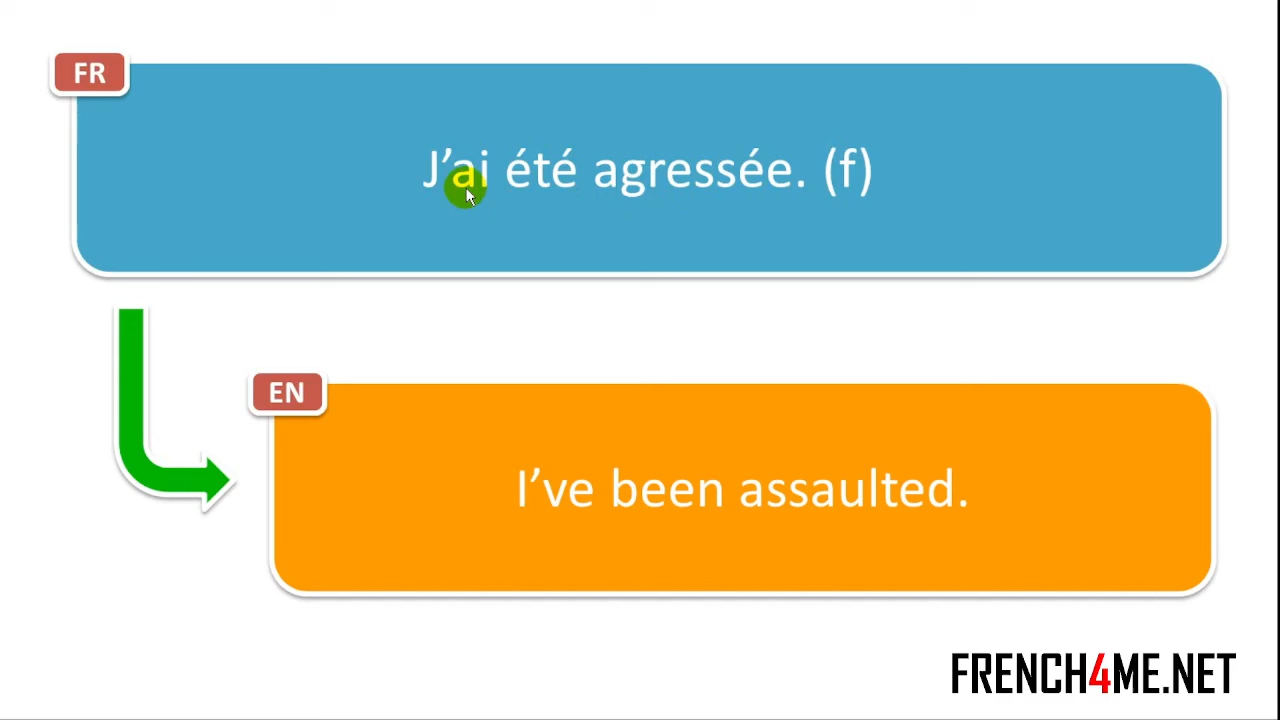 FR
J’ai été agressée. (f)
EN
I’ve been assaulted.
FRENCH4ME.NET